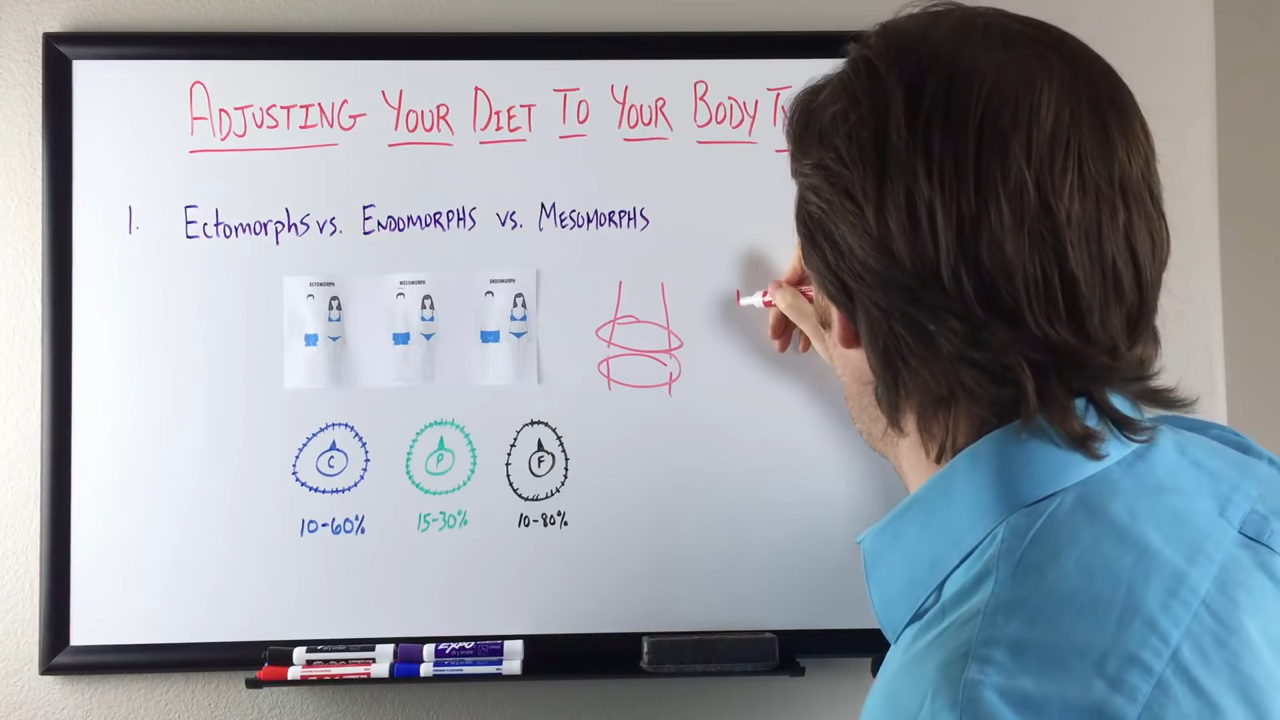 ADJUSTING YOUR DIET TO YOUR BODY
1. Ectomorphs vs. ENDOMORPHS vs. MESOMORPHS
ECTOMORPH MESOMORPH ENDOMORPH
C P F
10-60% 15-30% 10-80%
EXPO